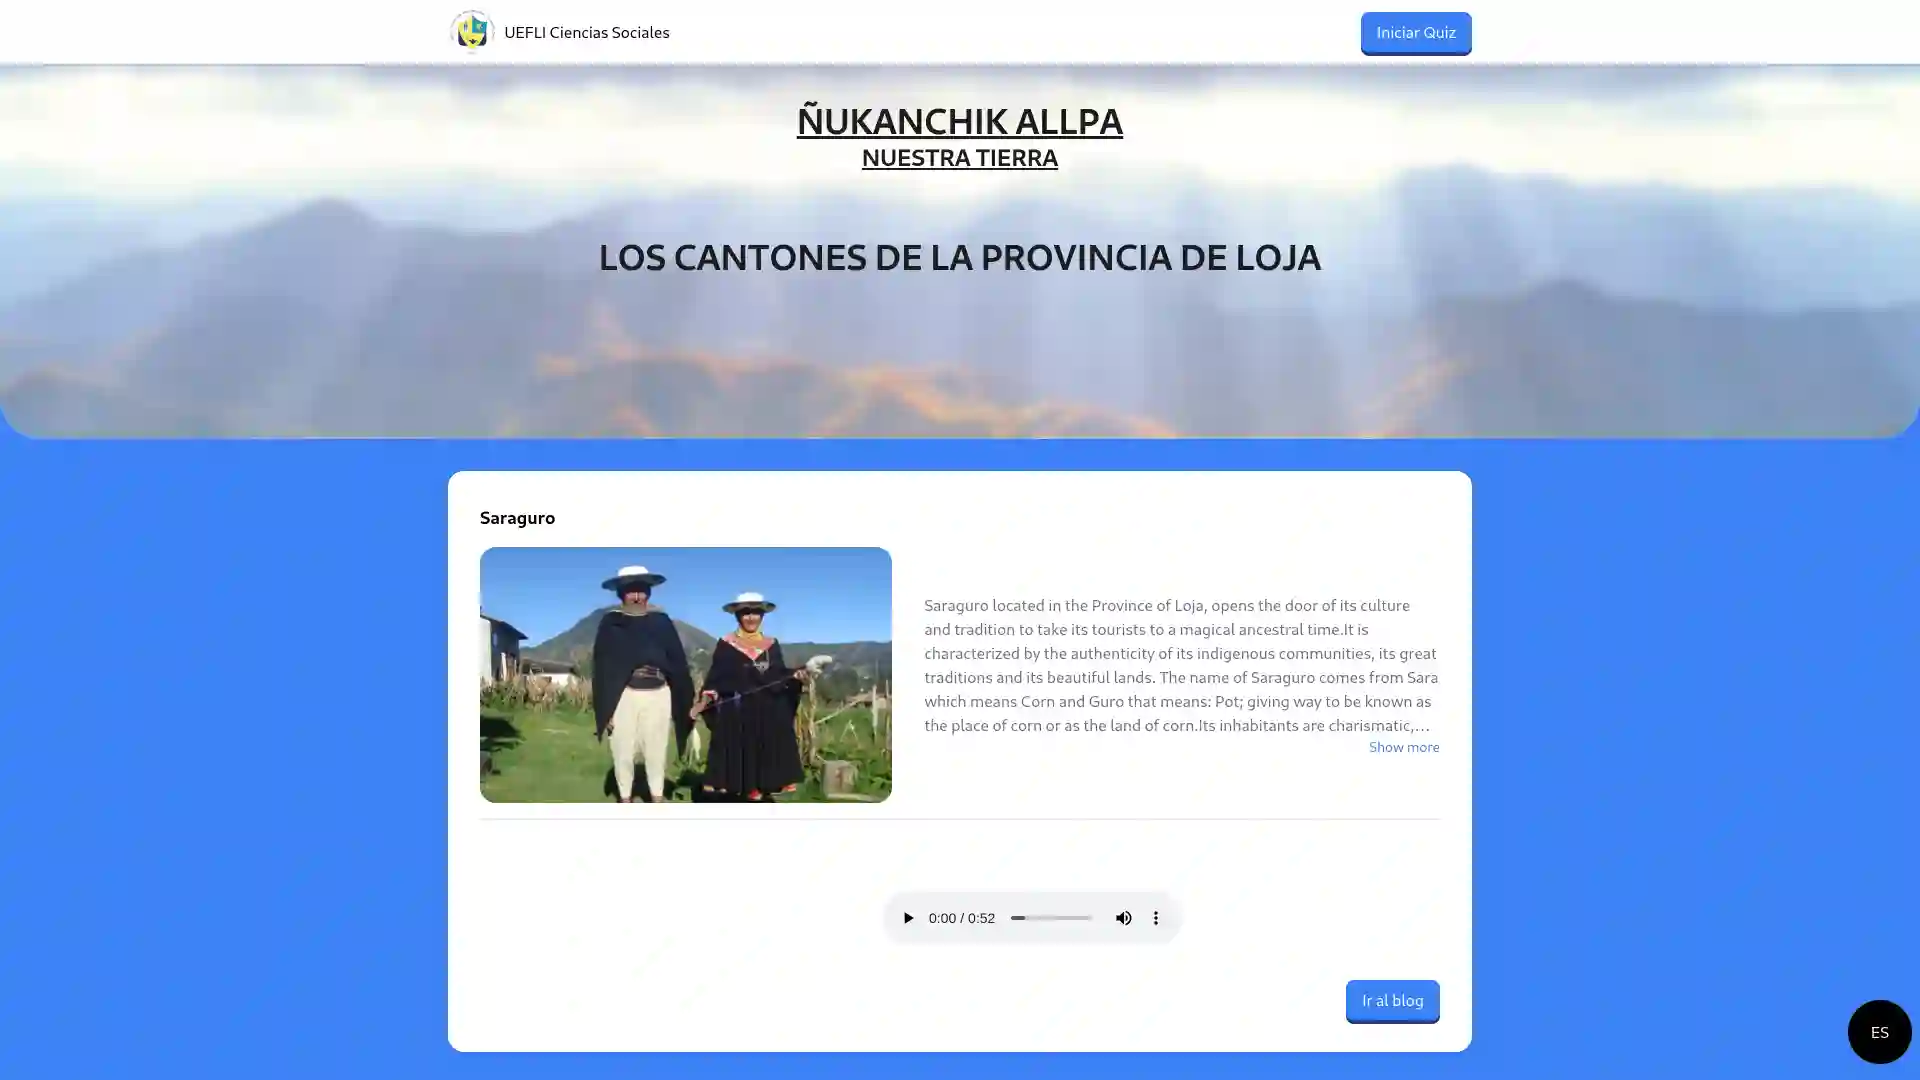 UEFLI Ciencias Sociales
Iniciar Quiz
ÑUKANCHIK ALLPA
NUESTRA TIERRA
LOS CANTONES DE LA PROVINCIA DE LOJA
Saraguro
Saraguro located in the Province of Loja, opens the door of its culture
and tradition to take its tourists to a magical ancestral time.It is
characterized by the authenticity of its indigenous communities, its great
traditions and its beautiful lands. The name of Saraguro comes from Sara
which means Corn and Guro that means: Pot; giving way to be known as
the place of corn or as the land of corn.Its inhabitants are charismatic,...
Show more
0:00 / 0:52
Ir al blog
ES